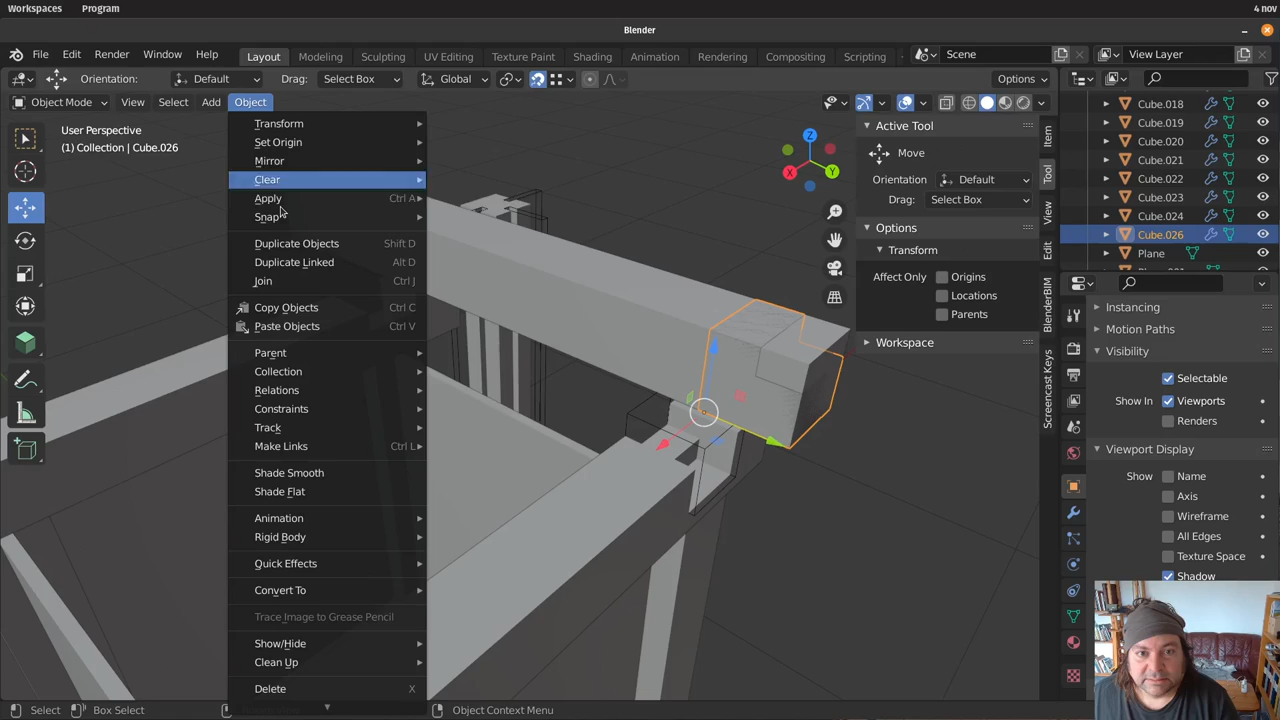 Workspaces Program 4 nov
Blender
File Edit Render Window Help Layout Modeling Sculpting UV Editing Texture Paint Shading Animation Rendering Compositing Scripting Scene View Layer
Orientation: Default Drag: Select Box Global Options
Object Mode View Select Add Object
User Perspective
(1) Collection | Cube.026
Transform
Set Origin
Mirror
Clear
Apply Ctrl A
Snap
Duplicate Objects Shift D
Duplicate Linked Alt D
Join Ctrl J
Copy Objects Ctrl C
Paste Objects Ctrl V
Parent
Collection
Relations
Constraints
Track
Make Links Ctrl L
Shade Smooth
Shade Flat
Animation
Rigid Body
Quick Effects
Convert To
Trace Image to Grease Pencil
Show/Hide
Clean Up
Delete X
Z
X
Y
Active Tool
Move
Orientation: Default
Drag: Select Box
Options
Transform
Affect Only Origins
Locations
Parents
Workspace
Item
Tool
View
Edit
BlenderBIM
Screencast Keys
Cube.018
Cube.019
Cube.020
Cube.021
Cube.022
Cube.023
Cube.024
Cube.026
Plane
Instancing
Motion Paths
Visibility
Selectable
Show In Viewports
Renders
Viewport Display
Show Name
Axis
Wireframe
All Edges
Texture Space
Shadow
Select Box Select Object Context Menu